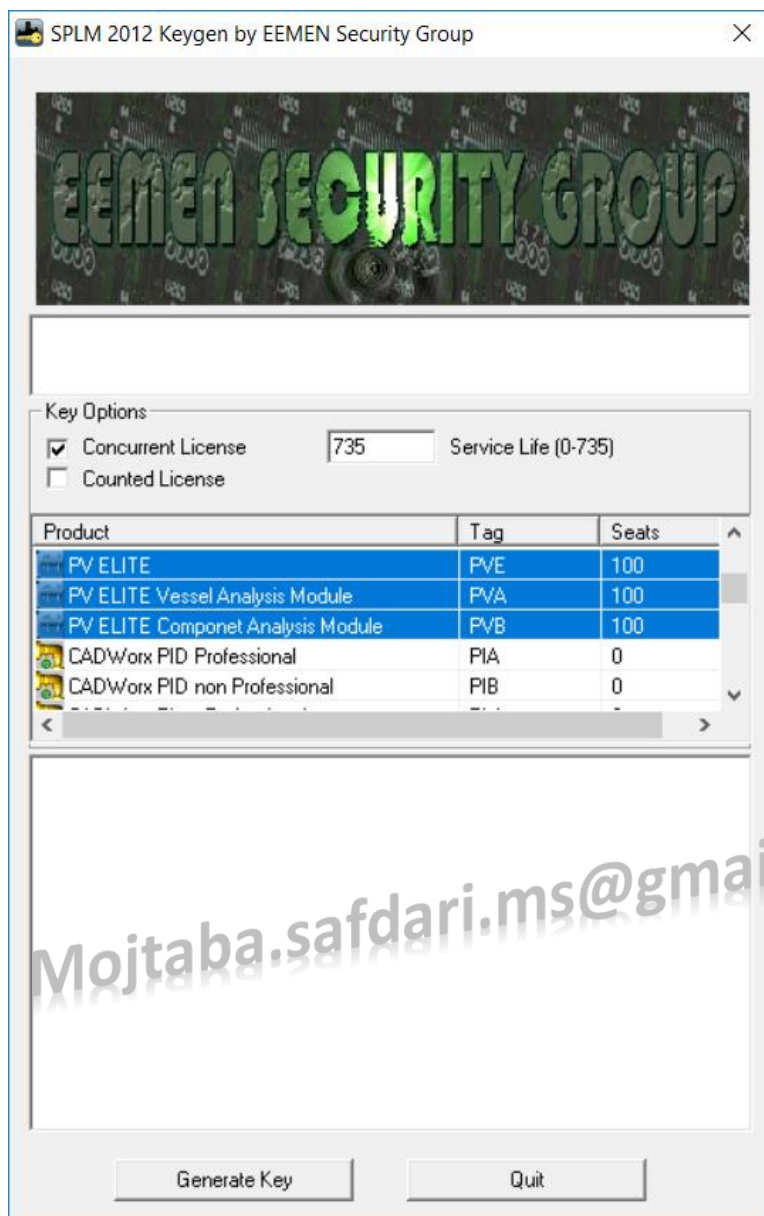 SPLM 2012 Keygen by EEMEN Security Group
EEMEN SECURITY GROUP
Key Options
Concurrent License 735 Service Life (0-735)
Counted License
Product Tag Seats
PV ELITE PVE 100
PV ELITE Vessel Analysis Module PVA 100
PV ELITE Componet Analysis Module PVB 100
CADWorx PID Professional PIA 0
CADWorx PID non Professional PIB 0
Mojtaba.safdari.ms@gmai
Generate Key Quit